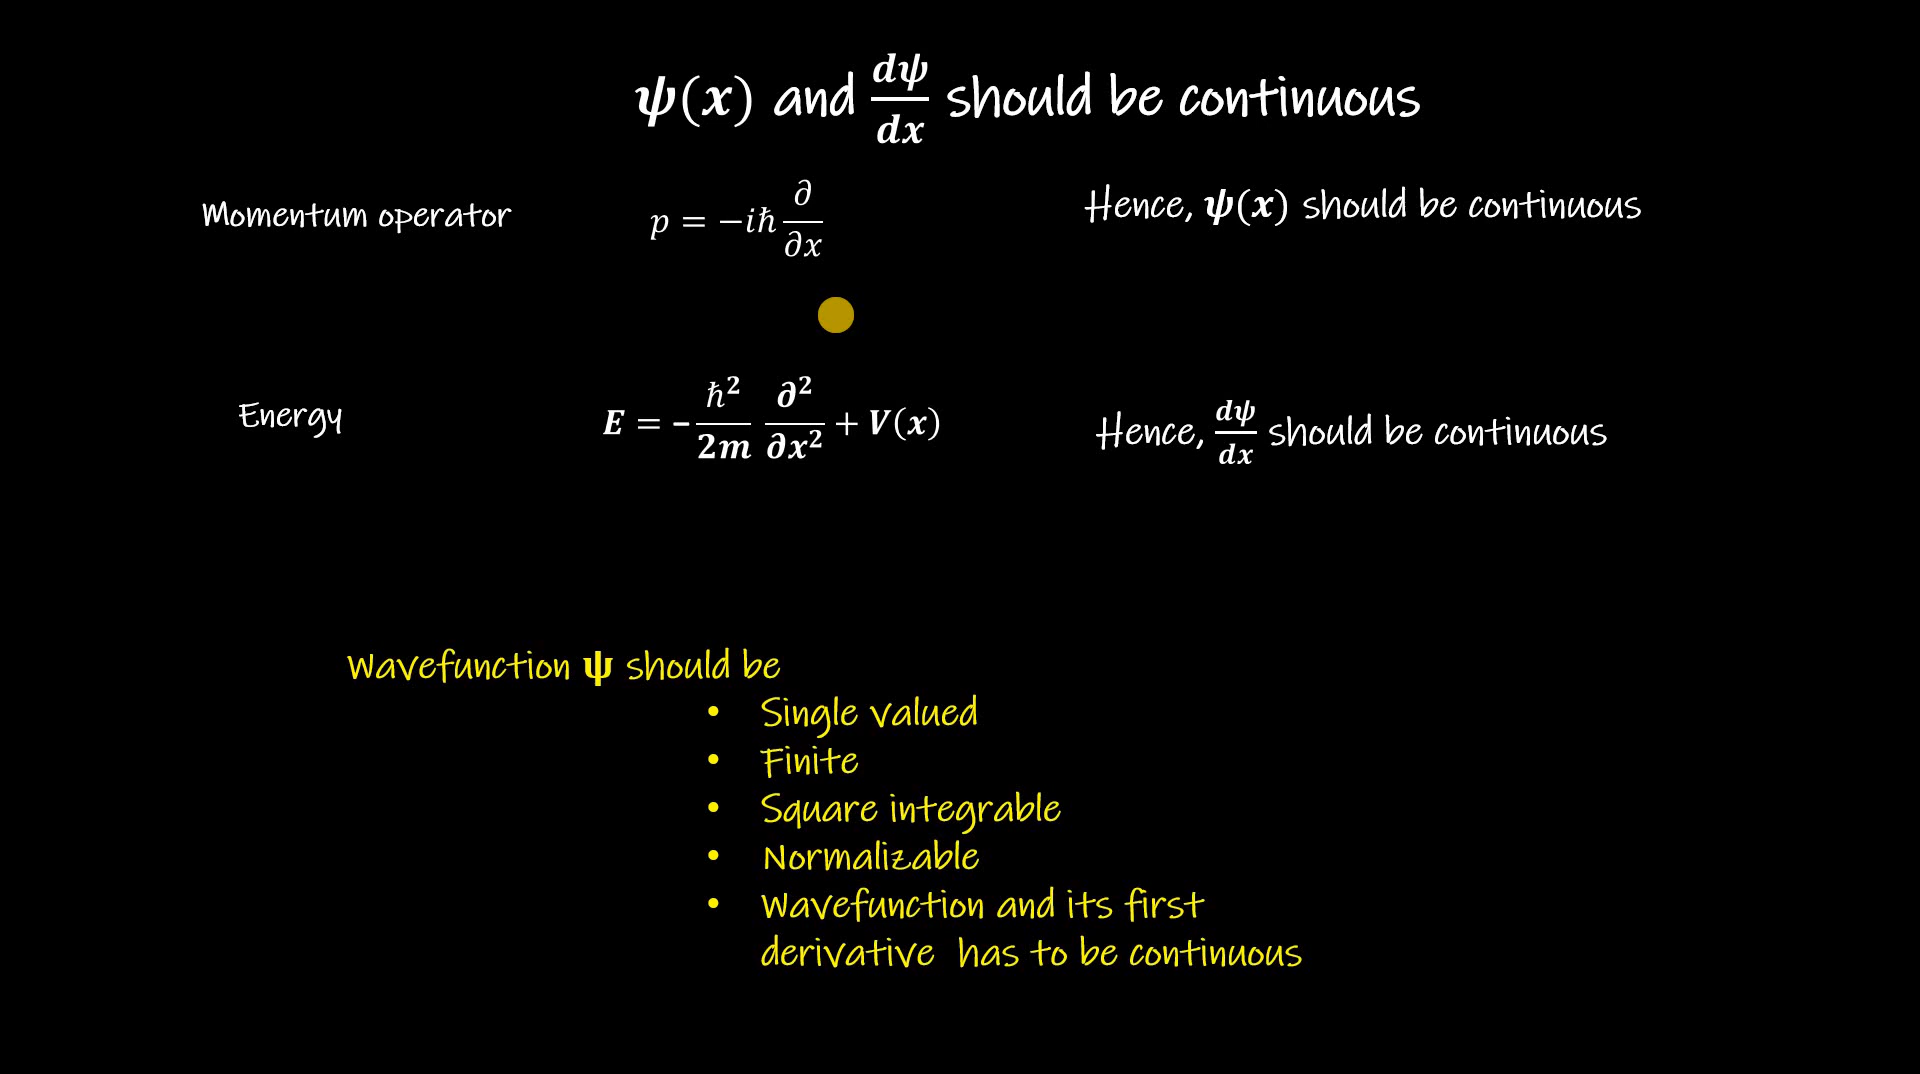 ψ(x) and dψ/dx should be continuous
Momentum operator p = −iħ ∂/∂x Hence, ψ(x) should be continuous
Energy E = -ħ²/2m ∂²/∂x² + V(x) Hence, dψ/dx should be continuous
Wavefunction ψ should be
• Single valued
• Finite
• Square integrable
• Normalizable
• Wavefunction and its first
derivative has to be continuous